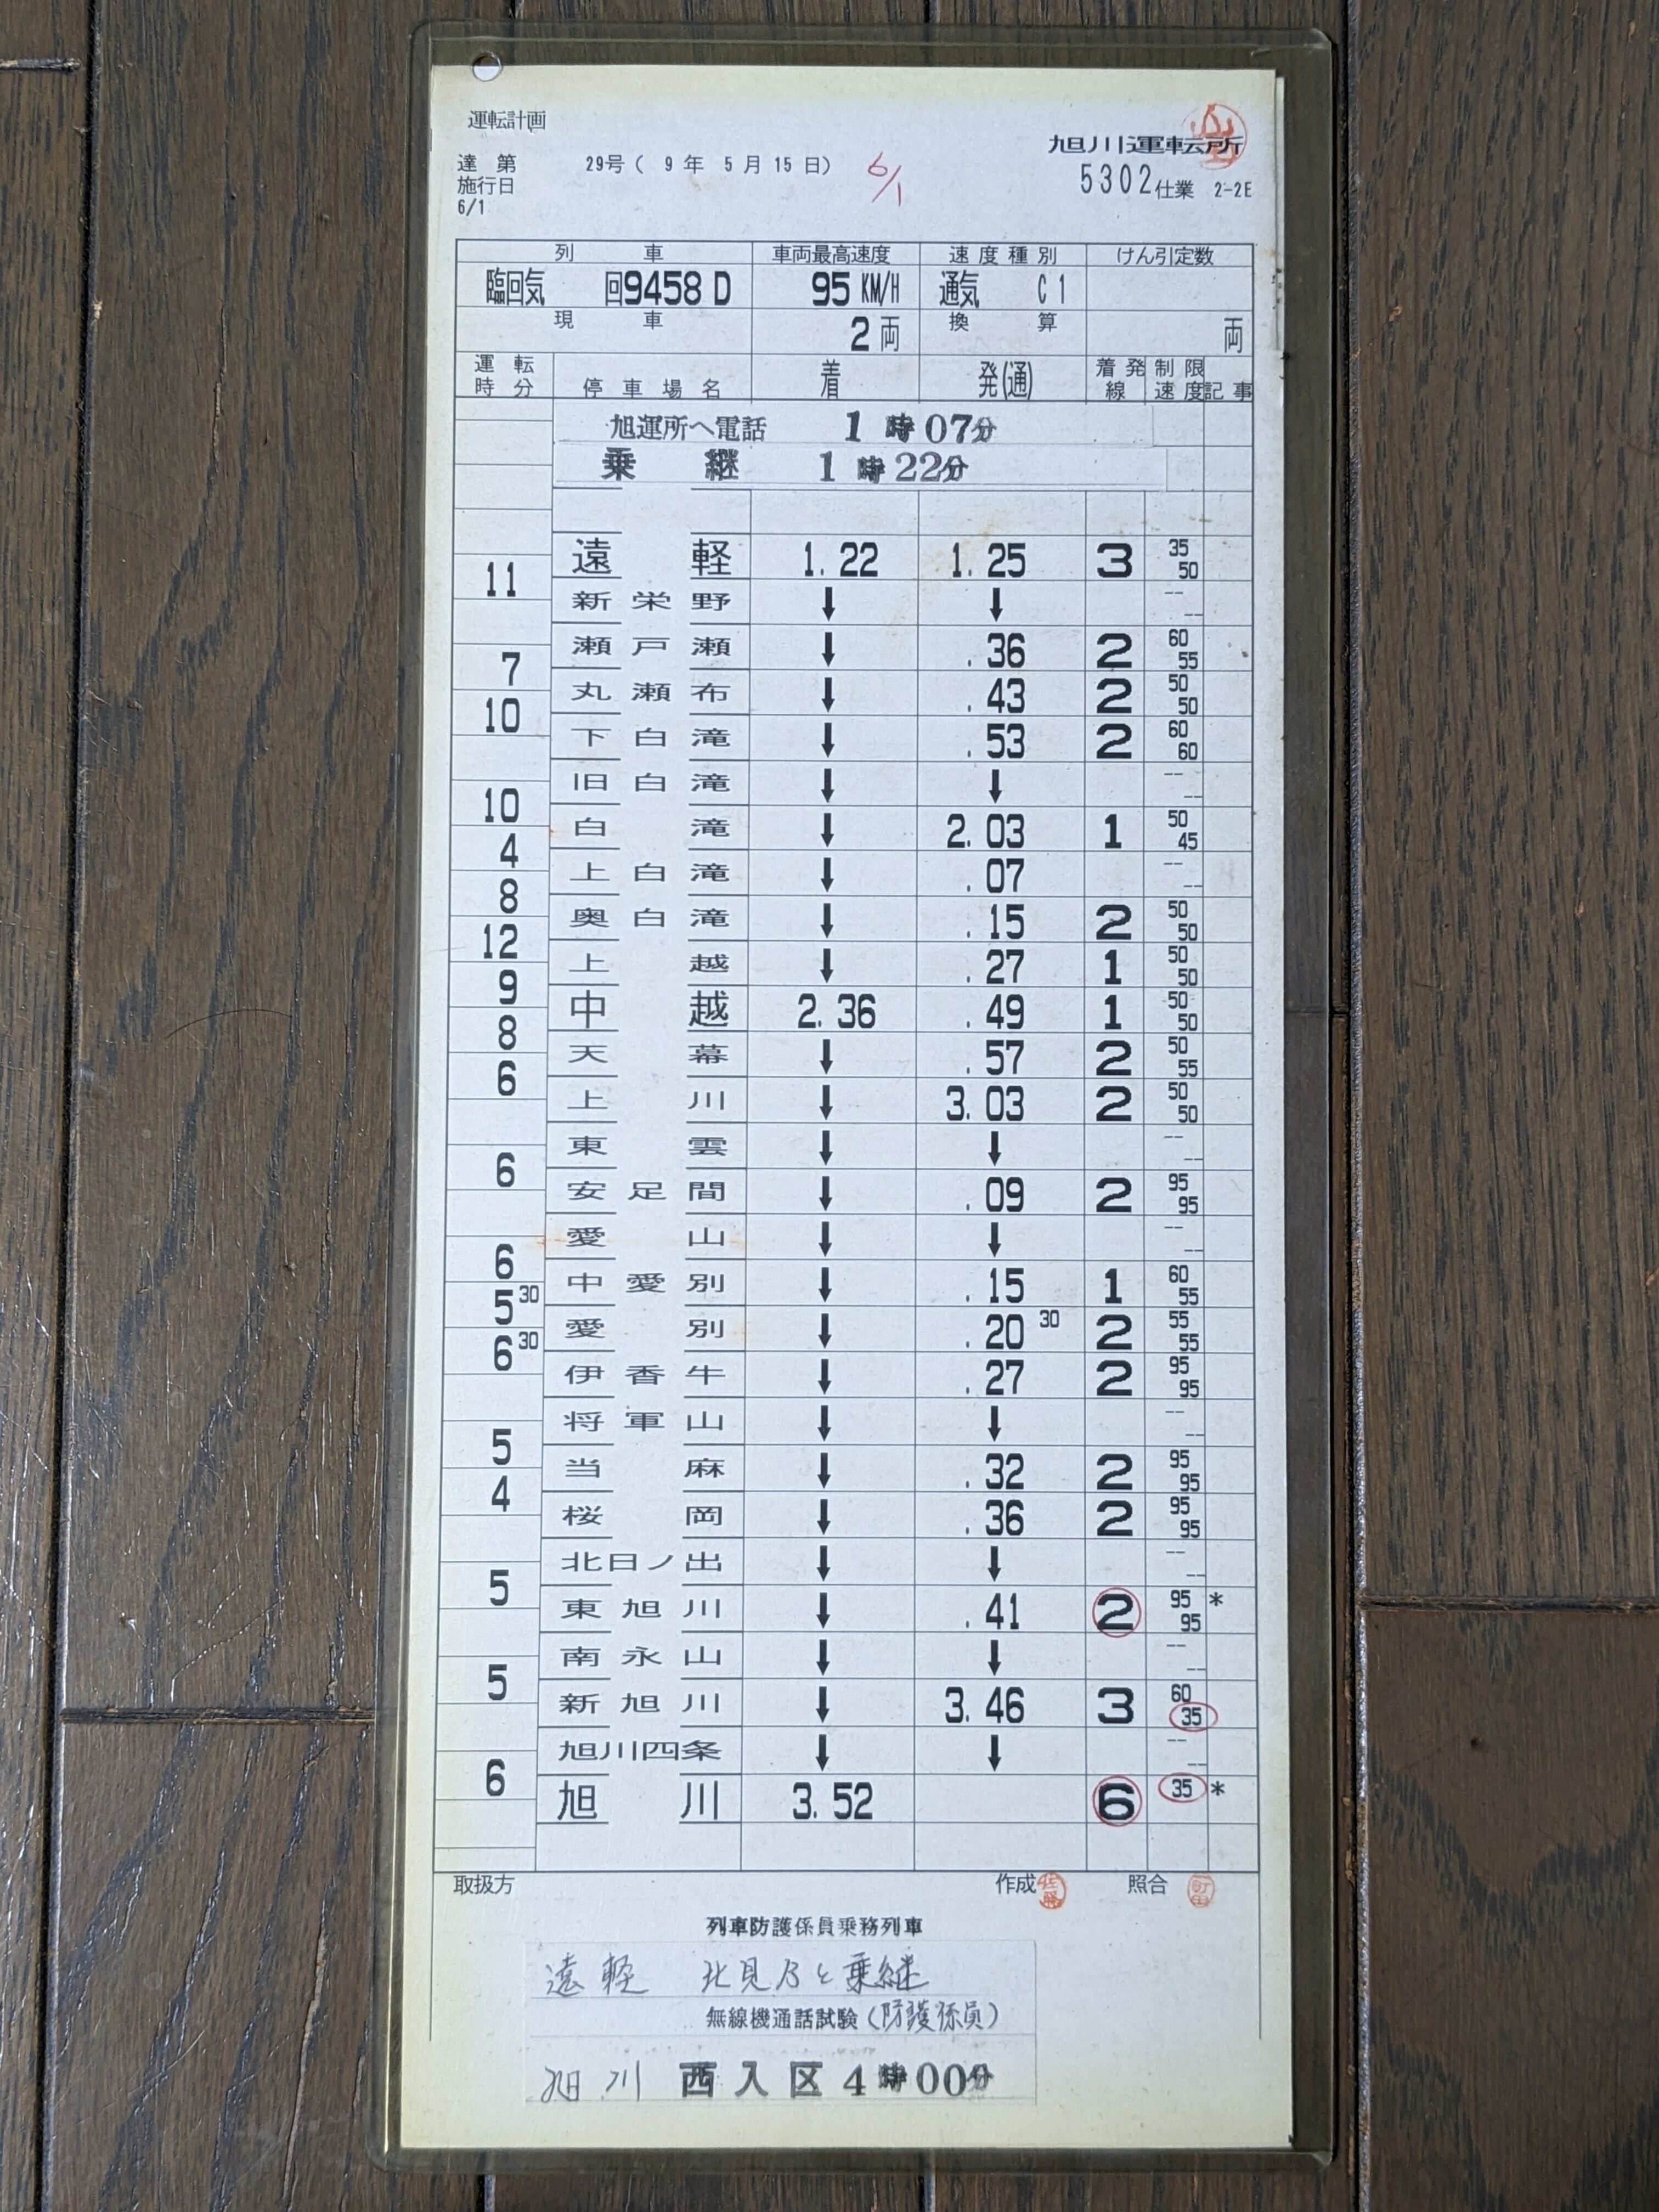 運転計画
旭川運転所
達 第 29号 ( 9 年 5 月 15 日) 6/1
5302仕業 2-2E
施行日
6/1
列 車 車両最高速度 速度種別 けん引定数
臨回気 回9458D 95 KM/H 通気 C1
現 車 2両 換 算 両
運転時分 停車場名 着 発(通) 着発線 制限速度 記事
旭運所へ電話 1時07分
乗 継 1時22分
遠 軽 1. 22 1. 25 3 35 50
11
新栄野 ↓ ↓ -- --
瀬戸瀬 ↓ . 36 2 60 55
7
丸瀬布 ↓ . 43 2 50 50
10
下白滝 ↓ . 53 2 60 60
旧白滝 ↓ ↓ -- --
10
白 滝 ↓ 2. 03 1 50 45
4
上白滝 ↓ . 07 -- --
8
奥白滝 ↓ . 15 2 50 50
12
上 越 ↓ . 27 1 50 50
9
中 越 2. 36 . 49 1 50 50
8
天 幕 ↓ . 57 2 50 55
6
上 川 ↓ 3. 03 2 50 50
東 雲 ↓ ↓ -- --
6
安足間 ↓ . 09 2 95 95
愛 山 ↓ ↓ -- --
6
中愛別 ↓ . 15 1 60 55
5 30
愛 別 ↓ . 20 30 2 55 55
6 30
伊香牛 ↓ . 27 2 95 95
将軍山 ↓ ↓ -- --
5
当 麻 ↓ . 32 2 95 95
4
桜 岡 ↓ . 36 2 95 95
北日ノ出 ↓ ↓ -- --
5
東旭川 ↓ . 41 2 95 95 *
南永山 ↓ ↓ -- --
5
新旭川 ↓ 3. 46 3 60 35
旭川四条 ↓ ↓ -- --
6
旭 川 3. 52 6 35 *
取扱方 作成 照合
列車防護係員乗務列車
遠軽 北見乃と乗継
無線機通話試験(防護係員)
旭川 西入区4時00分